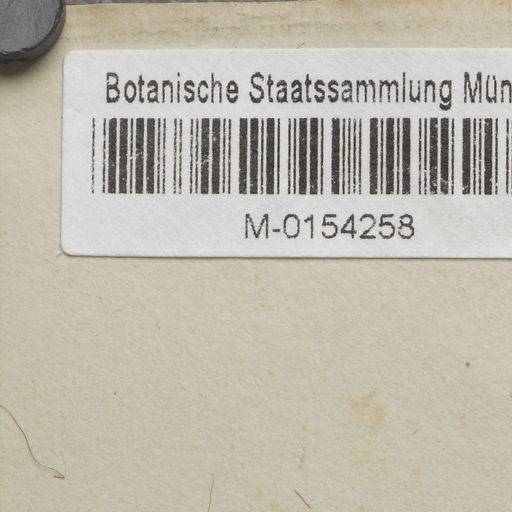 Botanische Staatssammlung Mün
M-0154258